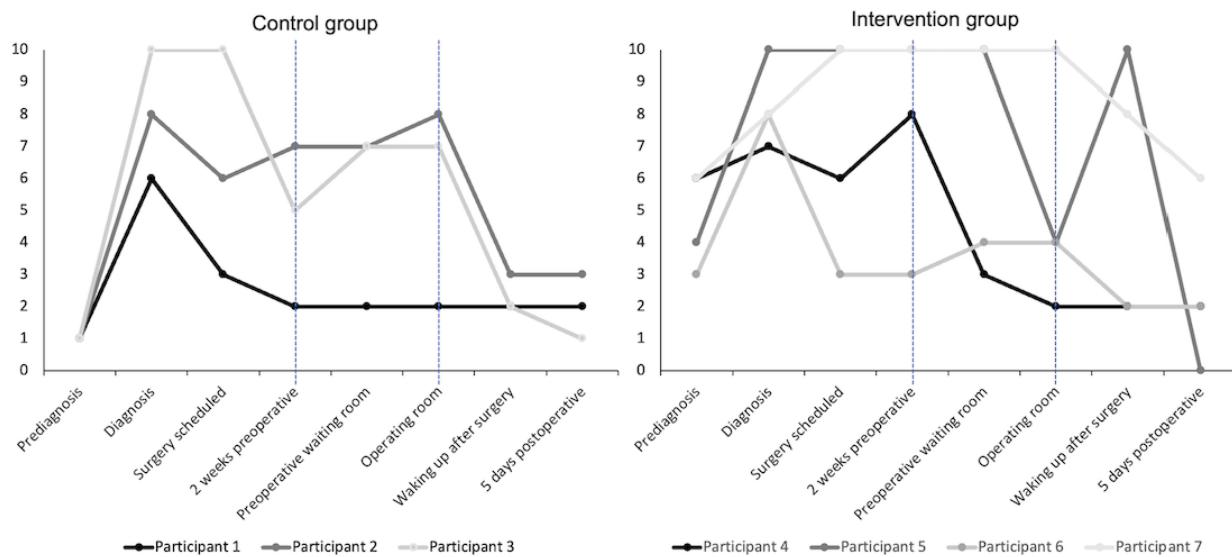 Control group
10
9
8
7
6
5
4
3
2
1
0
Prediagnosis
Diagnosis
Surgery scheduled
2 weeks preoperative
Preoperative waiting room
Operating room
Waking up after surgery
5 days postoperative
Participant 1 Participant 2 Participant 3
Intervention group
10
9
8
7
6
5
4
3
2
1
0
Prediagnosis
Diagnosis
Surgery scheduled
2 weeks preoperative
Preoperative waiting room
Operating room
Waking up after surgery
5 days postoperative
Participant 4 Participant 5 Participant 6 Participant 7